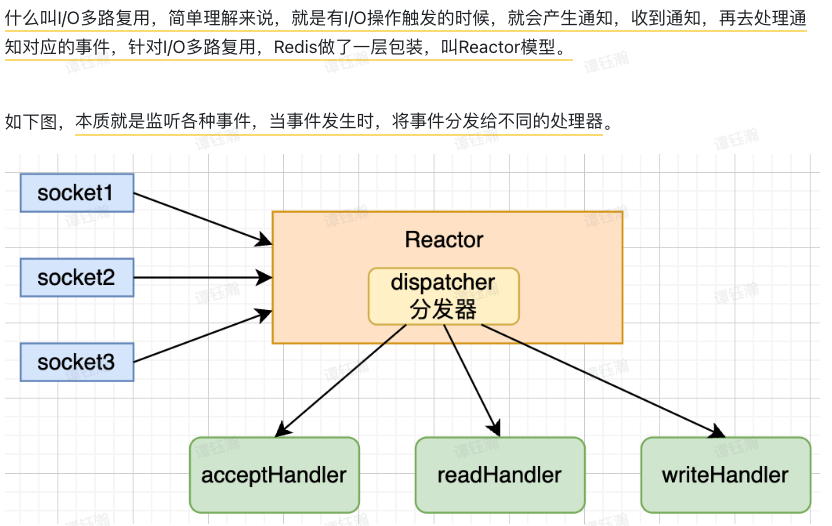 什么叫I/O多路复用，简单理解来说，就是有I/O操作触发的时候，就会产生通知，收到通知，再去处理通
知对应的事件，针对I/O多路复用，Redis做了一层包装，叫Reactor模型。
如下图，本质就是监听各种事件，当事件发生时，将事件分发给不同的处理器。
socket1
socket2
socket3
Reactor
dispatcher
分发器
acceptHandler
readHandler
writeHandler
谭钰瀚